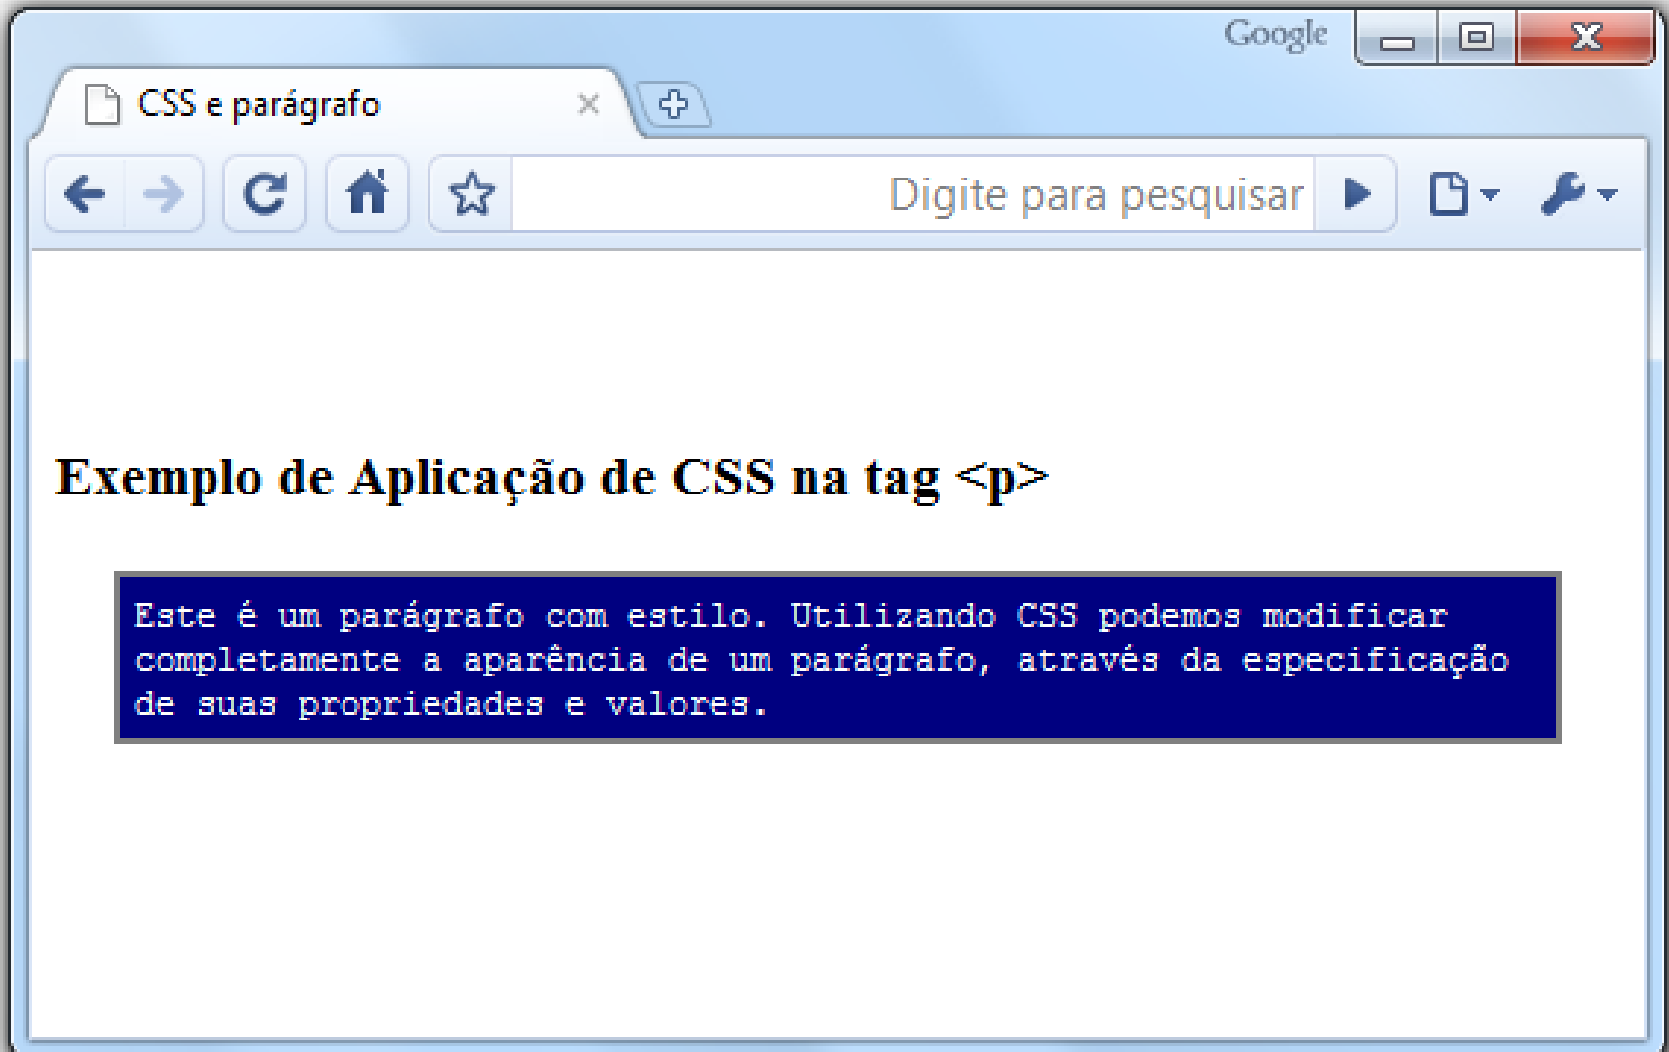 Google
CSS e parágrafo
Digite para pesquisar
Exemplo de Aplicação de CSS na tag <p>
Este é um parágrafo com estilo. Utilizando CSS podemos modificar
completamente a aparência de um parágrafo, através da especificação
de suas propriedades e valores.